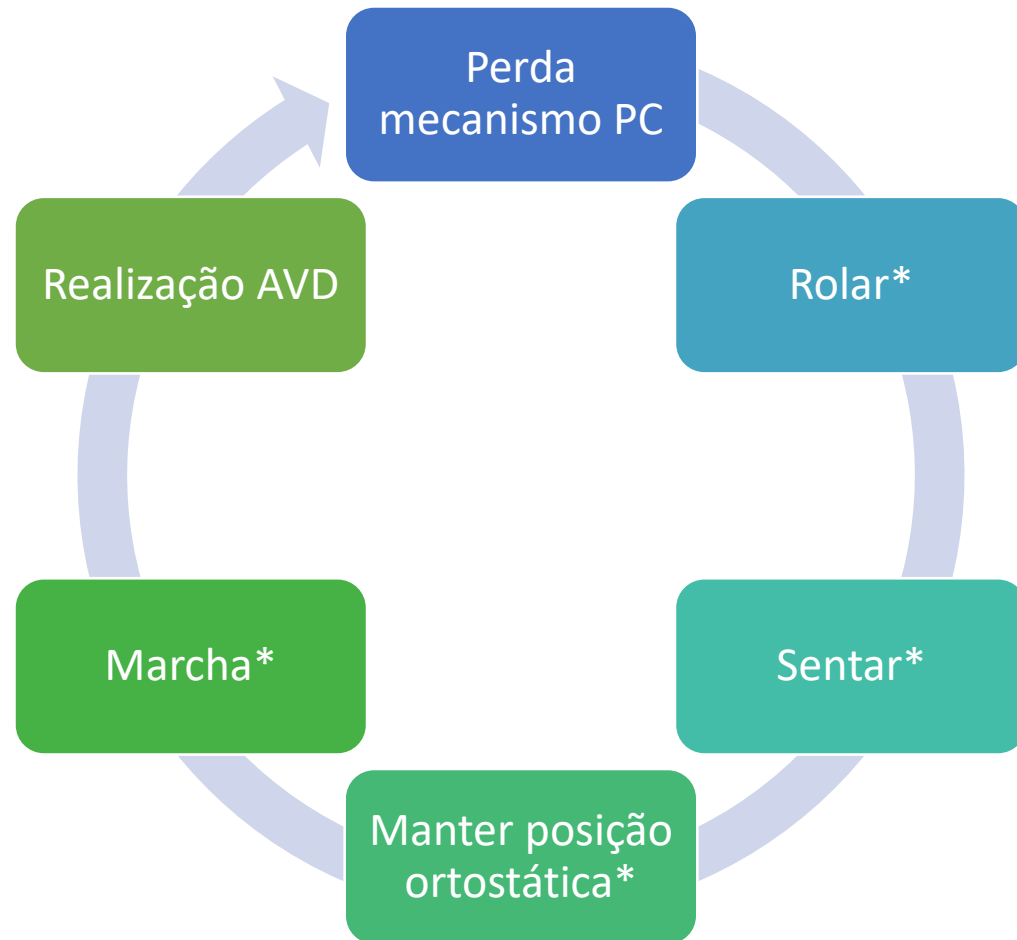 Perda
mecanismo PC
Rolar*
Sentar*
Manter posição
ortostática*
Marcha*
Realização AVD